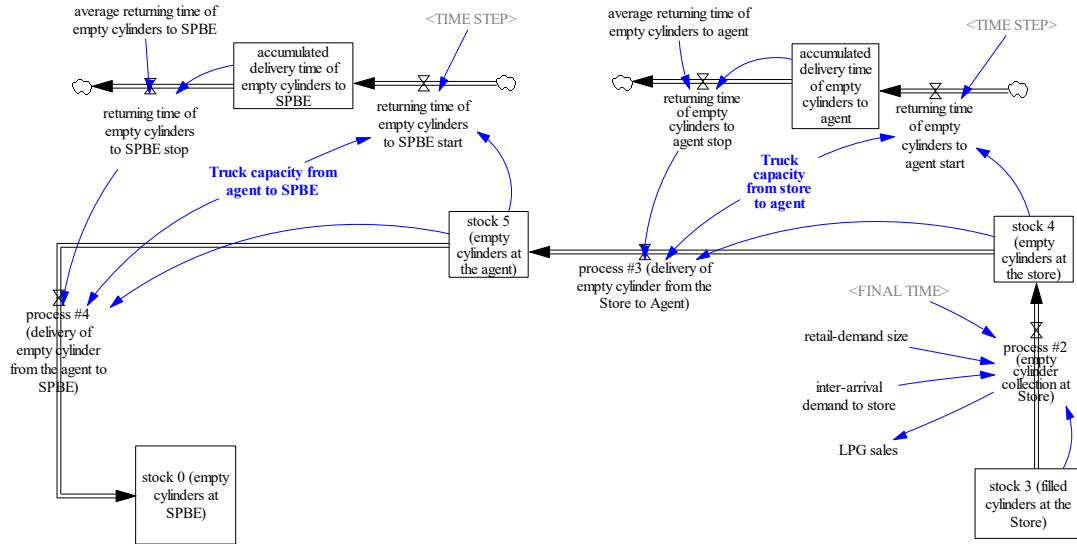 average returning time of
empty cylinders to SPBE
accumulated
delivery time of
empty cylinders to
SPBE
<TIME STEP>
returning time of
empty cylinders
to SPBE stop
returning time of
empty cylinders
to SPBE start
Truck capacity from
agent to SPBE
average returning time of
empty cylinders to agent
accumulated
delivery time
of empty
cylinders to
agent
<TIME STEP>
returning time
of empty
cylinders to
agent stop
returning time
of empty
cylinders to
agent start
Truck
capacity
from store
to agent
stock 5
(empty
cylinders at
the agent)
stock 4
(empty
cylinders at
the store)
process #3 (delivery of
empty cylinder from the
Store to Agent)
process #4
(delivery of
empty cylinder
from the agent to
SPBE)
<FINAL TIME>
retail-demand size
process #2
(empty
cylinder
collection at
Store)
inter-arrival
demand to store
LPG sales
stock 0 (empty
cylinders at
SPBE)
stock 3 (filled
cylinders at the
Store)